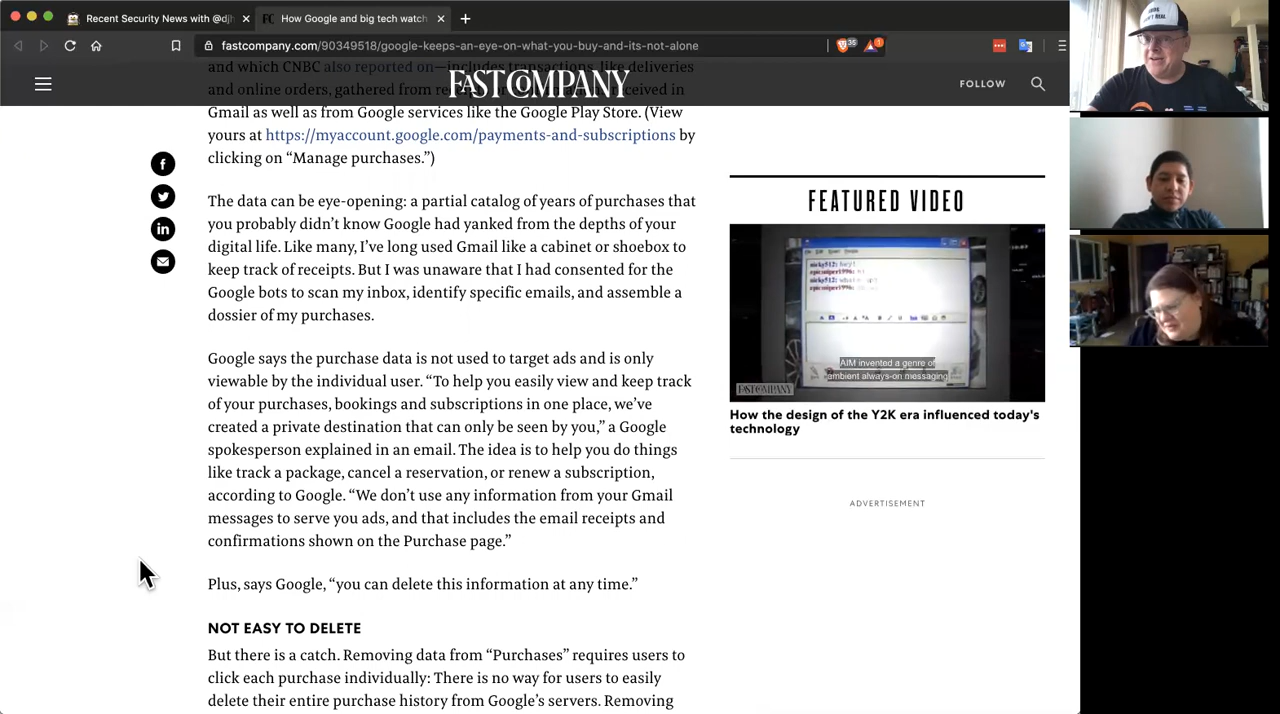 Recent Security News with @djh
How Google and big tech watch
fastcompany.com/90349518/google-keeps-an-eye-on-what-you-buy-and-its-not-alone
35
1
FAST COMPANY
FOLLOW
and which CNBC also reported on—includes transactions, like deliveries
and online orders, gathered from received in
Gmail as well as from Google services like the Google Play Store. (View
yours at https://myaccount.google.com/payments-and-subscriptions by
clicking on “Manage purchases.”)
The data can be eye-opening: a partial catalog of years of purchases that
you probably didn’t know Google had yanked from the depths of your
digital life. Like many, I’ve long used Gmail like a cabinet or shoebox to
keep track of receipts. But I was unaware that I had consented for the
Google bots to scan my inbox, identify specific emails, and assemble a
dossier of my purchases.
Google says the purchase data is not used to target ads and is only
viewable by the individual user. “To help you easily view and keep track
of your purchases, bookings and subscriptions in one place, we’ve
created a private destination that can only be seen by you,” a Google
spokesperson explained in an email. The idea is to help you do things
like track a package, cancel a reservation, or renew a subscription,
according to Google. “We don’t use any information from your Gmail
messages to serve you ads, and that includes the email receipts and
confirmations shown on the Purchase page.”
Plus, says Google, “you can delete this information at any time.”
NOT EASY TO DELETE
But there is a catch. Removing data from “Purchases” requires users to
click each purchase individually: There is no way for users to easily
delete their entire purchase history from Google’s servers. Removing
FEATURED VIDEO
AIM invented a genre of
ambient always-on messaging
FAST COMPANY
How the design of the Y2K era influenced today's
technology
ADVERTISEMENT